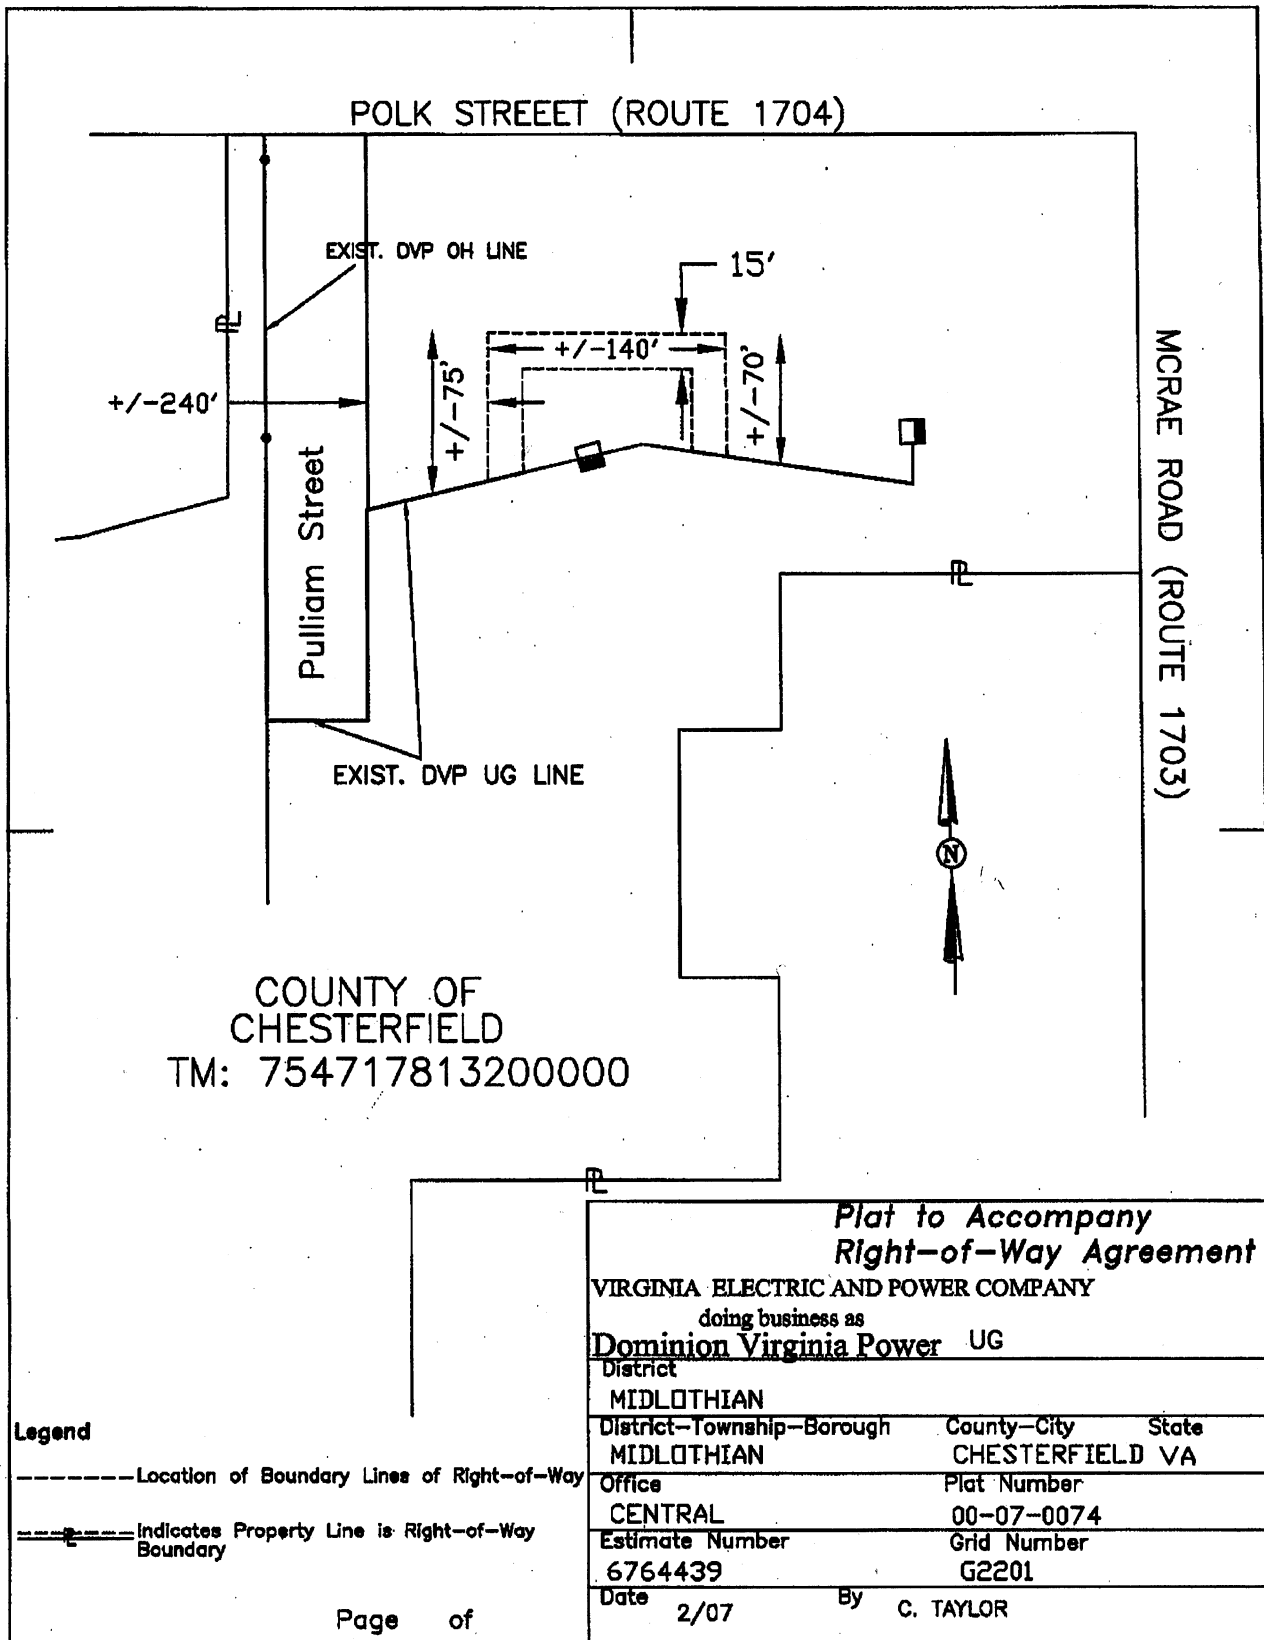 POLK STREEET (ROUTE 1704)
EXIST. DVP OH LINE
15'
PL
+/-140'
+/-75'
+/-70'
+/-240'
MCRAE ROAD (ROUTE 1703)
Pulliam Street
PL
EXIST. DVP UG LINE
N
COUNTY OF
CHESTERFIELD
TM: 754717813200000
PL
Plat to Accompany
Right-of-Way Agreement
VIRGINIA ELECTRIC AND POWER COMPANY
doing business as
Dominion Virginia Power UG
District
MIDLOTHIAN
District-Township-Borough County-City State
MIDLOTHIAN CHESTERFIELD VA
Office Plat Number
CENTRAL 00-07-0074
Estimate Number Grid Number
6764439 G2201
Date 2/07 By C. TAYLOR
Legend
Location of Boundary Lines of Right-of-Way
PL Indicates Property Line is Right-of-Way
Boundary
Page of